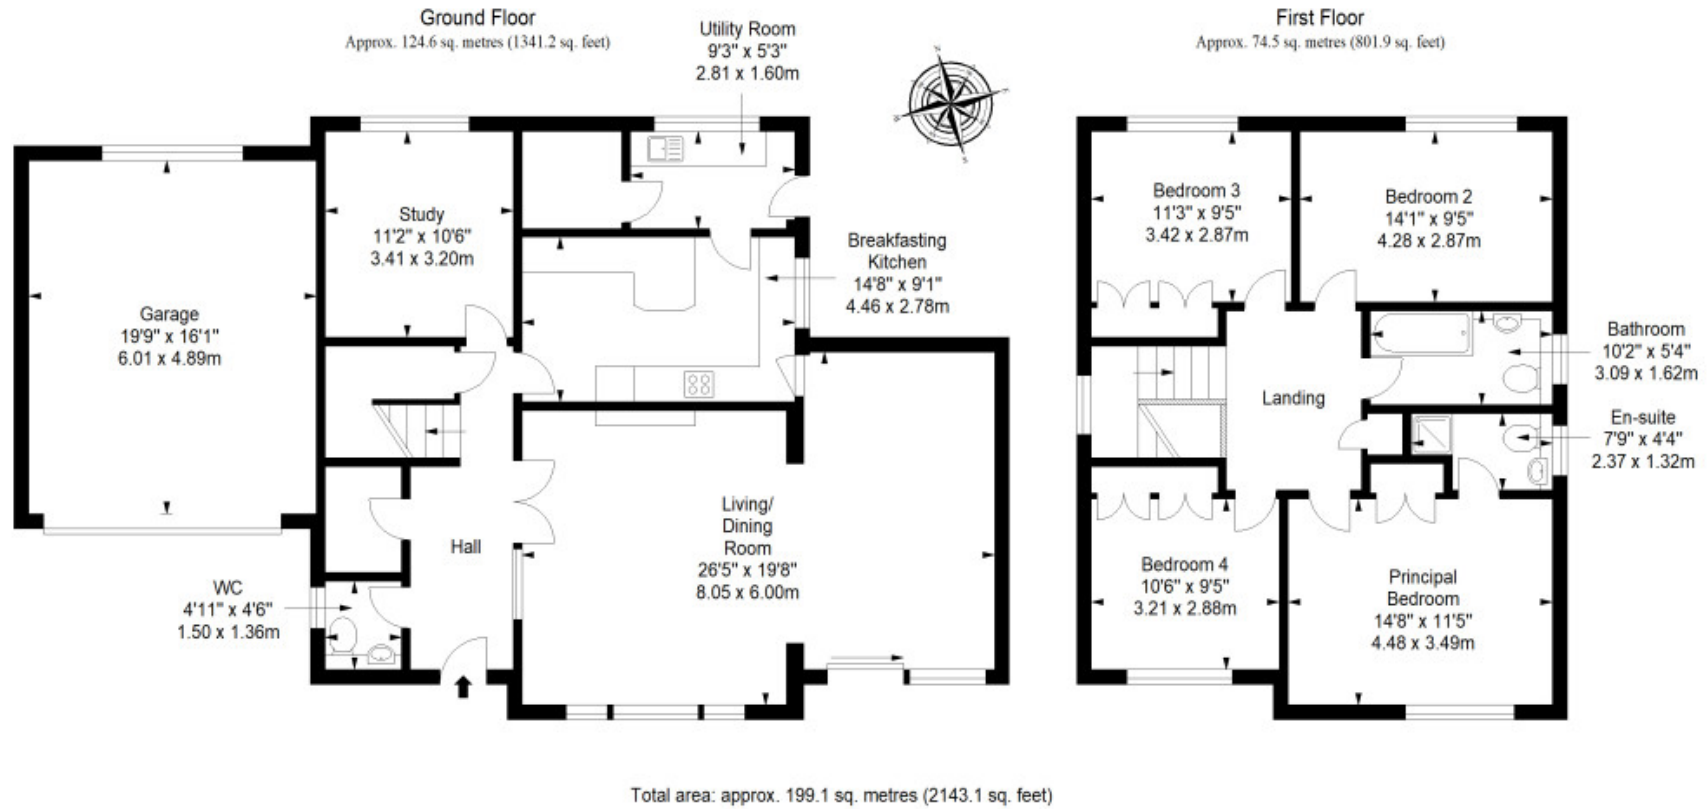 Ground Floor
Approx. 124.6 sq. metres (1341.2 sq. feet)
Utility Room
9'3" x 5'3"
2.81 x 1.60m
Study
11'2" x 10'6"
3.41 x 3.20m
Breakfasting
Kitchen
14'8" x 9'1"
4.46 x 2.78m
Garage
19'9" x 16'1"
6.01 x 4.89m
Living/
Dining
Room
26'5" x 19'8"
8.05 x 6.00m
Hall
WC
4'11" x 4'6"
1.50 x 1.36m
N
S
First Floor
Approx. 74.5 sq. metres (801.9 sq. feet)
Bedroom 3
11'3" x 9'5"
3.42 x 2.87m
Bedroom 2
14'1" x 9'5"
4.28 x 2.87m
Bathroom
10'2" x 5'4"
3.09 x 1.62m
Landing
En-suite
7'9" x 4'4"
2.37 x 1.32m
Bedroom 4
10'6" x 9'5"
3.21 x 2.88m
Principal
Bedroom
14'8" x 11'5"
4.48 x 3.49m
Total area: approx. 199.1 sq. metres (2143.1 sq. feet)